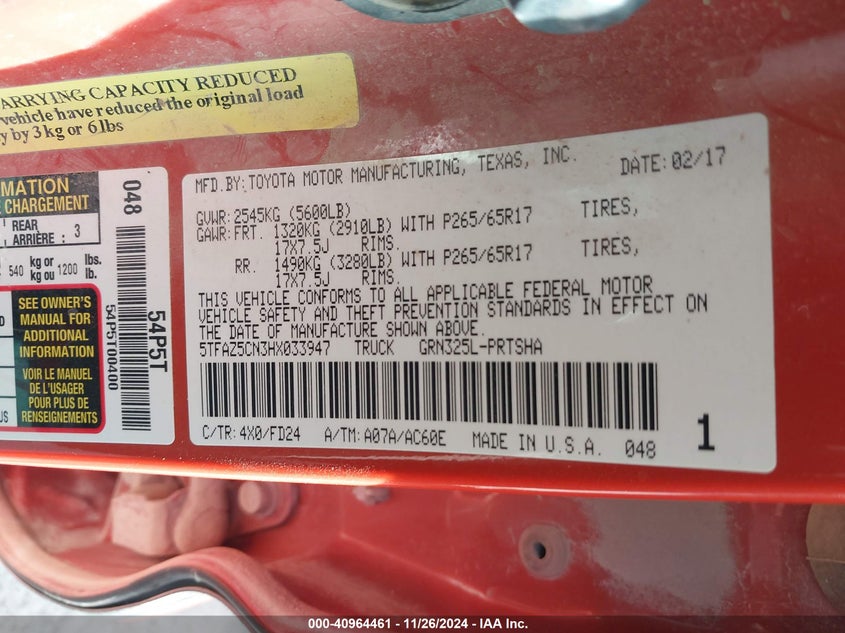 ARRYING CAPACITY REDUCED
vehicle have reduced the original load
y by 3 kg or 6 lbs
MATION
E CHARGEMENT
REAR
ARRIÈRE : 3
540 kg or kg ou 1200 lbs. lb.
SEE OWNER'S
MANUAL FOR
ADDITIONAL
INFORMATION
VOIR LE MANUEL
DE L'USAGER
POUR PLUS DE
RENSEIGNEMENTS
D
US
048
54P5T00400
54P5T
MFD.BY: TOYOTA MOTOR MANUFACTURING, TEXAS, INC. DATE: 02/17
GVWR: 2545KG (5600LB)
GAWR: FRT. 1320KG (2910LB) WITH P265/65R17 TIRES,
17X7.5J RIMS.
RR. 1490KG (3280LB) WITH P265/65R17 TIRES,
17X7.5J RIMS.
THIS VEHICLE CONFORMS TO ALL APPLICABLE FEDERAL MOTOR
VEHICLE SAFETY AND THEFT PREVENTION STANDARDS IN EFFECT ON
THE DATE OF MANUFACTURE SHOWN ABOVE.
5TFAZ5CN3HX033947 TRUCK GRN325L-PRTSHA
C/TR: 4X0/FD24 A/TM: A07A/AC60E MADE IN U.S.A. 048 1
000-40964461 - 11/26/2024 - IAA Inc.